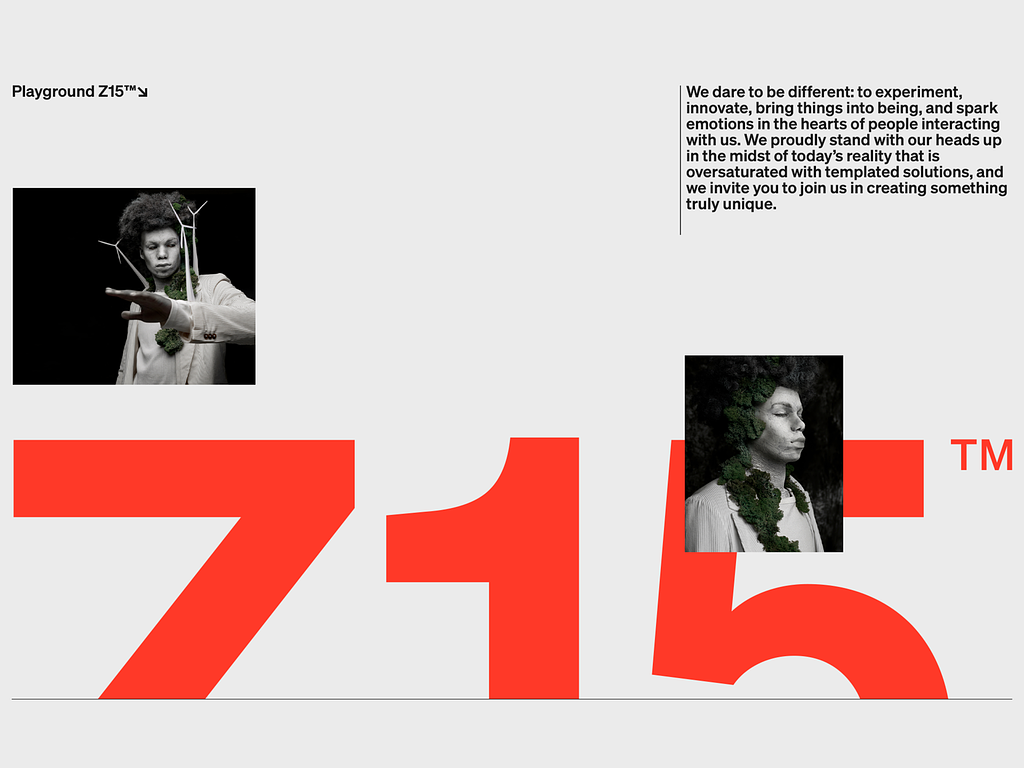 Playground Z15™↘
We dare to be different: to experiment,
innovate, bring things into being, and spark
emotions in the hearts of people interacting
with us. We proudly stand with our heads up
in the midst of today’s reality that is
oversaturated with templated solutions, and
we invite you to join us in creating something
truly unique.
Z15™